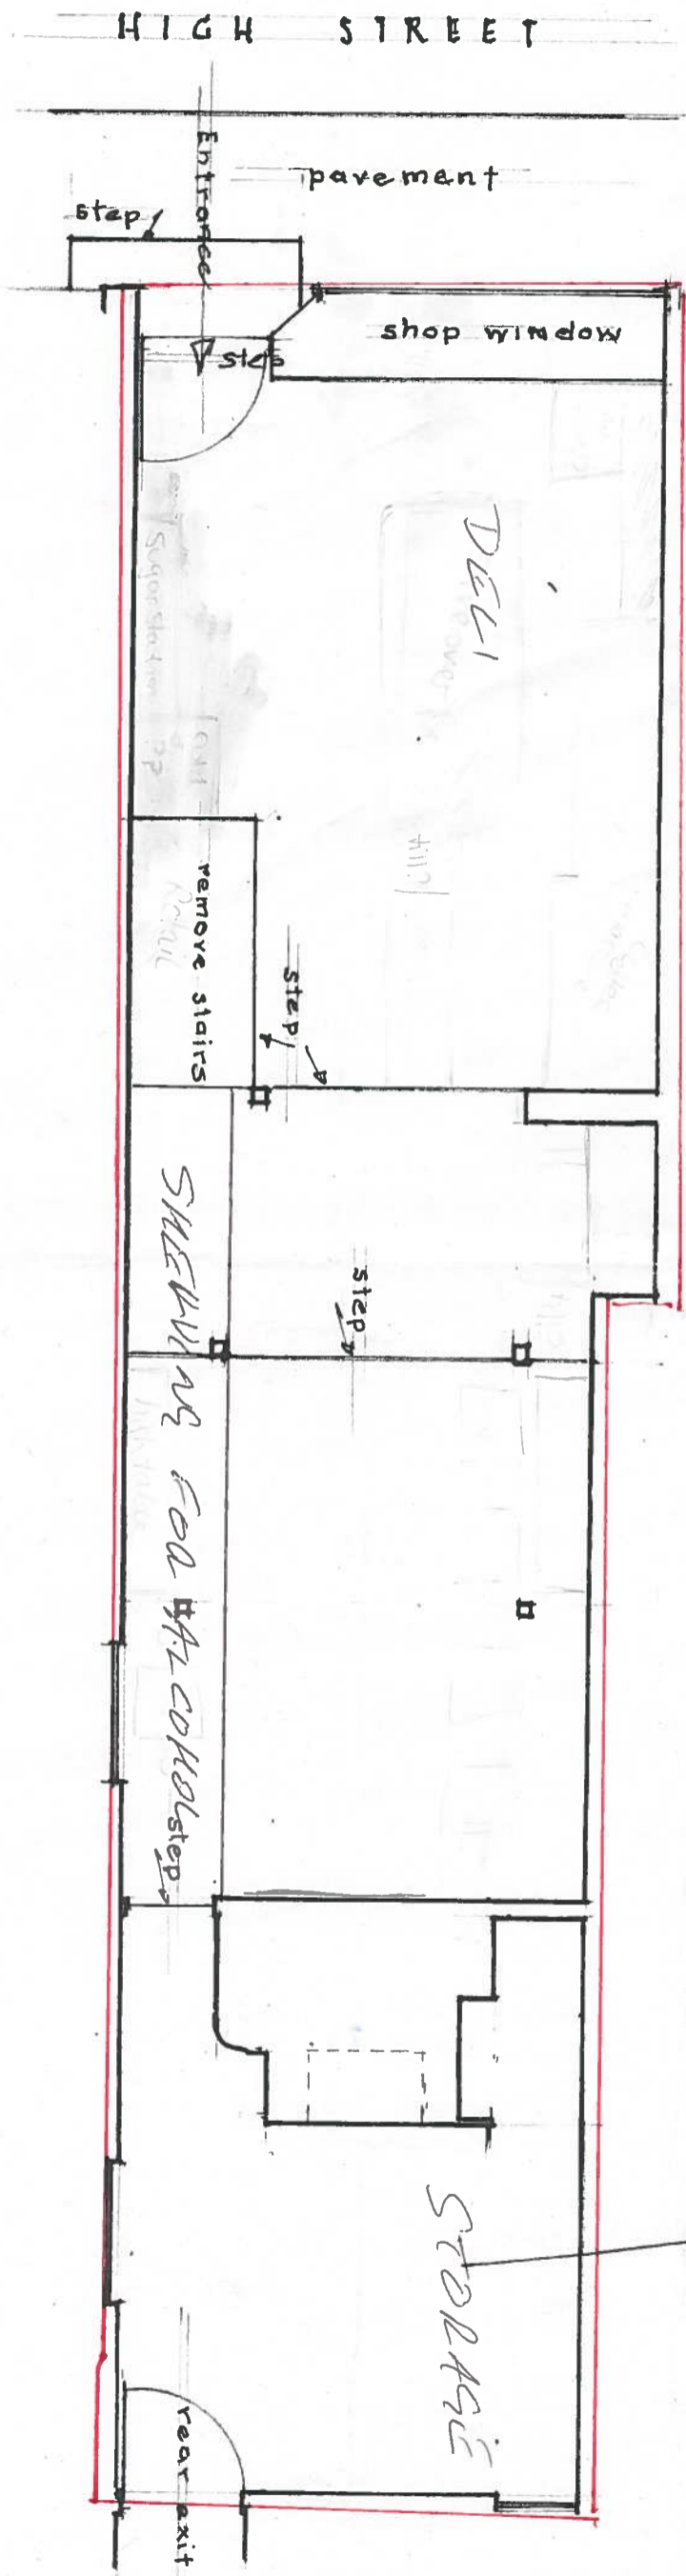 HIGH STREET
Entrance
pavement
step
shop window
step
DELI
till
remove stairs
step
SHELVING FOR ALCOHOL
step
step
STORAGE
rear exit